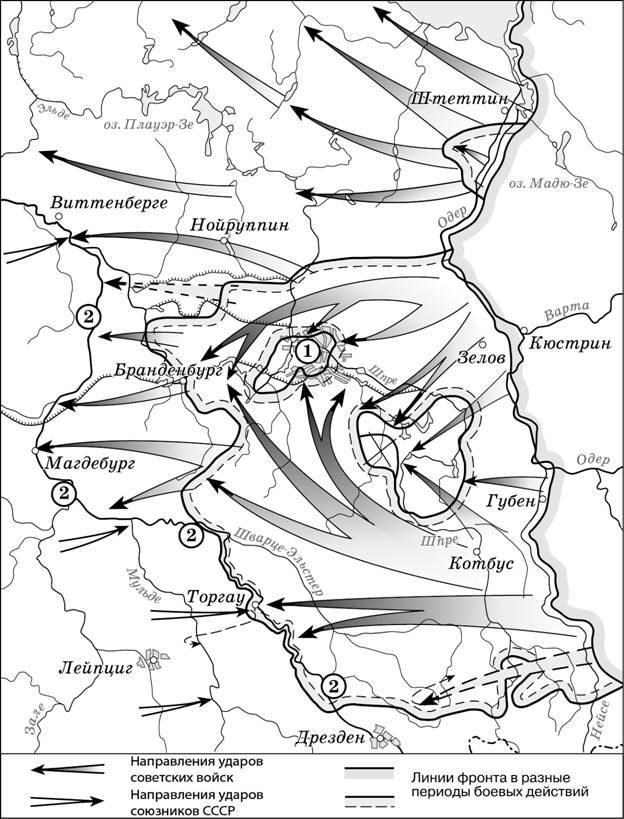 Штеттин
Эльде
оз. Плауэр-Зе
оз. Мадю-Зе
Виттенберге
Нойруппин
Одер
2
Варта
1
Кюстрин
Зелов
Бранденбург
Шпре
Магдебург
Одер
2
Губен
2
Шварце-Эльстер
Шпре
Котбус
Мульде
Торгау
Лейпциг
2
Зале
Нейсе
Дрезден
Направления ударов
советских войск
Направления ударов
союзников СССР
Линии фронта в разные
периоды боевых действий